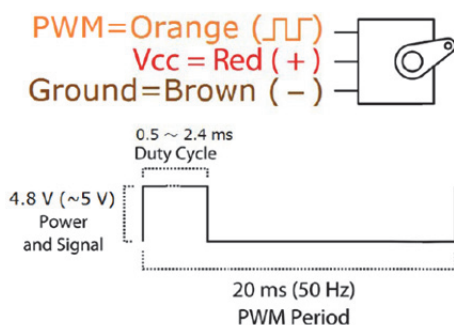 PWM=Orange (⎍⎍)
Vcc = Red (+)
Ground=Brown (−)
0.5 ~ 2.4 ms
Duty Cycle
4.8 V (~5 V)
Power
and Signal
20 ms (50 Hz)
PWM Period